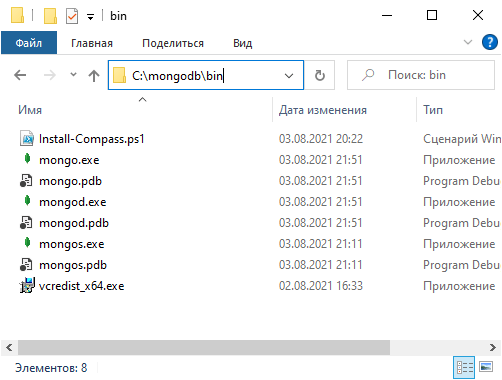 bin
Файл Главная Поделиться Вид
C:\mongodb\bin Поиск: bin
Имя Дата изменения Тип
Install-Compass.ps1 03.08.2021 20:22 Сценарий Win
mongo.exe 03.08.2021 21:51 Приложение
mongo.pdb 03.08.2021 21:51 Program Debu
mongod.exe 03.08.2021 21:51 Приложение
mongod.pdb 03.08.2021 21:51 Program Debu
mongos.exe 03.08.2021 21:11 Приложение
mongos.pdb 03.08.2021 21:11 Program Debu
vcredist_x64.exe 02.08.2021 16:33 Приложение
Элементов: 8